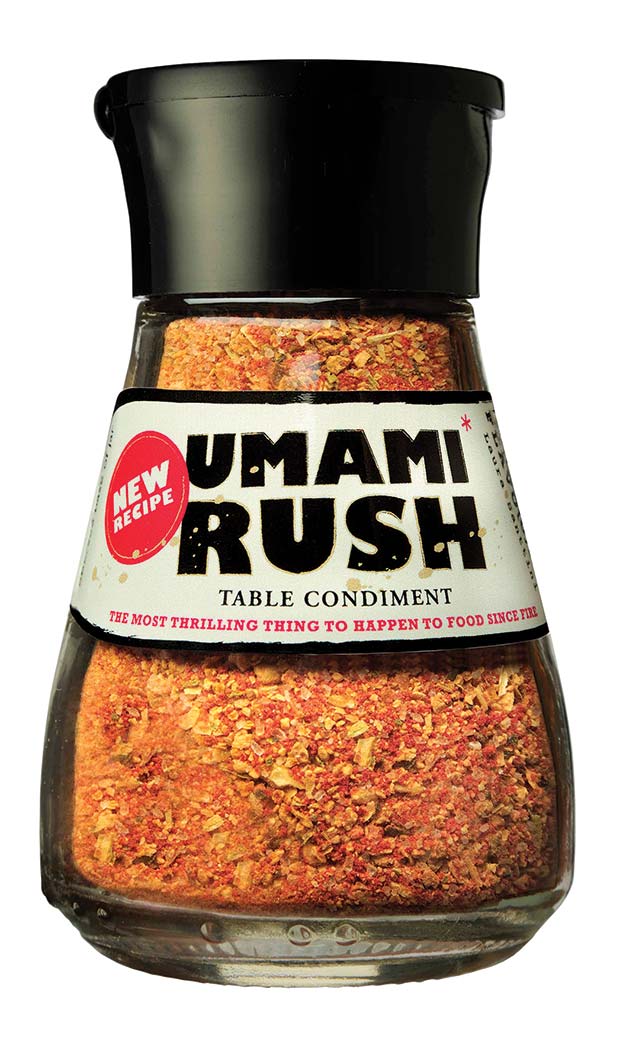 NEW
RECIPE
UMAMI*
RUSH
TABLE CONDIMENT
THE MOST THRILLING THING TO HAPPEN TO FOOD SINCE FIRE